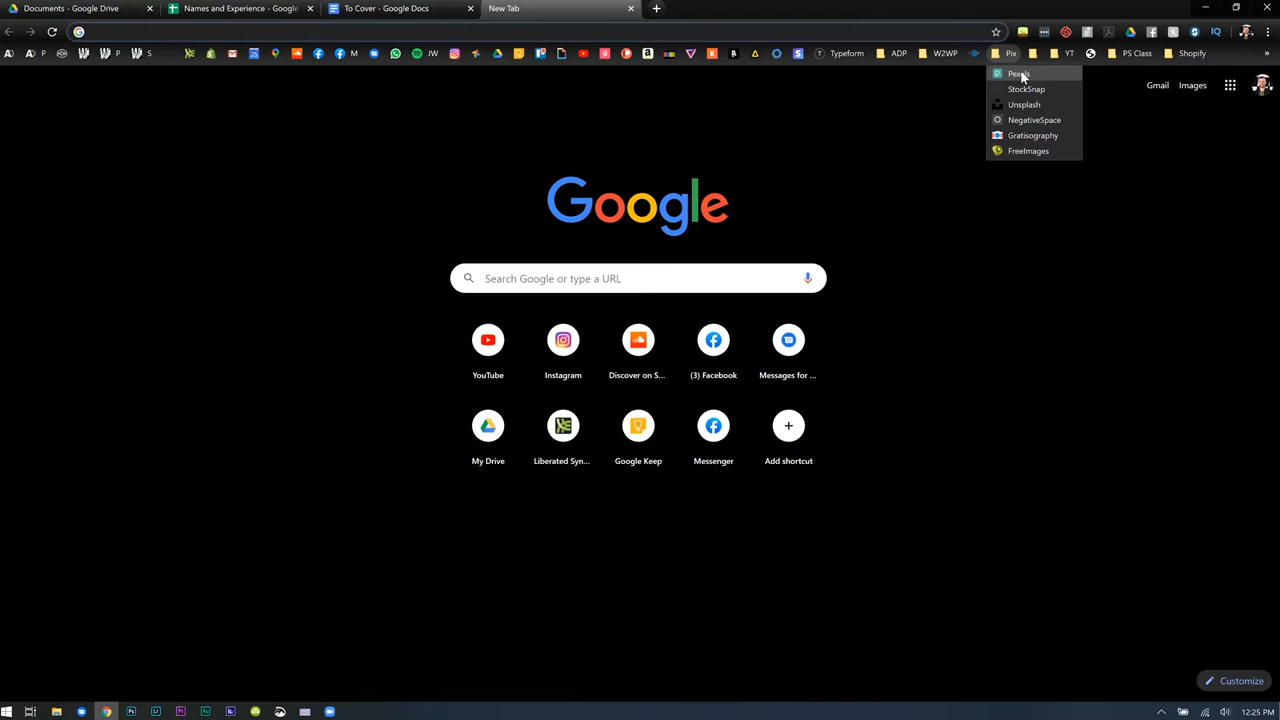 Documents - Google Drive
Names and Experience - Google
To Cover - Google Docs
New Tab
P
P
S
M
JW
Typeform
ADP
W2WP
Pix
YT
PS Class
Shopify
»
Pexels
StockSnap
Unsplash
NegativeSpace
Gratisography
FreeImages
Gmail
Images
Google
Search Google or type a URL
YouTube
Instagram
Discover on S...
(3) Facebook
Messages for ...
My Drive
Liberated Syn...
Google Keep
Messenger
Add shortcut
Customize
12:25 PM